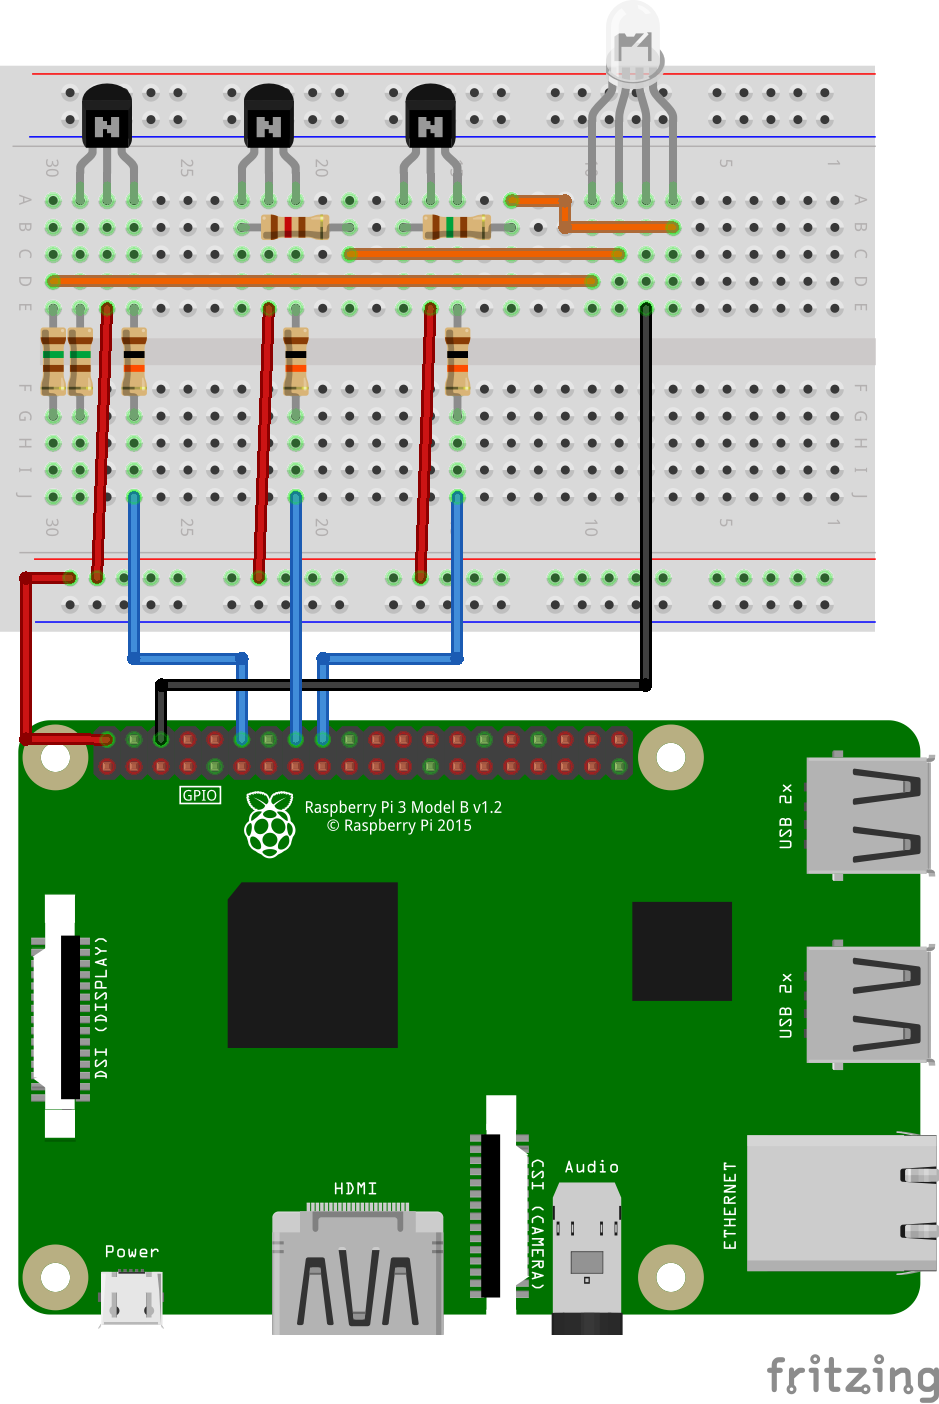 N N N
30 25 20 15 10 5 1
A A
B B
C C
D D
E E
F F
G G
H H
I I
J J
30 25 20 10 5 1
GPIO
Raspberry Pi 3 Model B v1.2
© Raspberry Pi 2015
USB 2x
DSI (DISPLAY)
USB 2x
HDMI
CSI (CAMERA)
Audio
ETHERNET
Power
fritzing